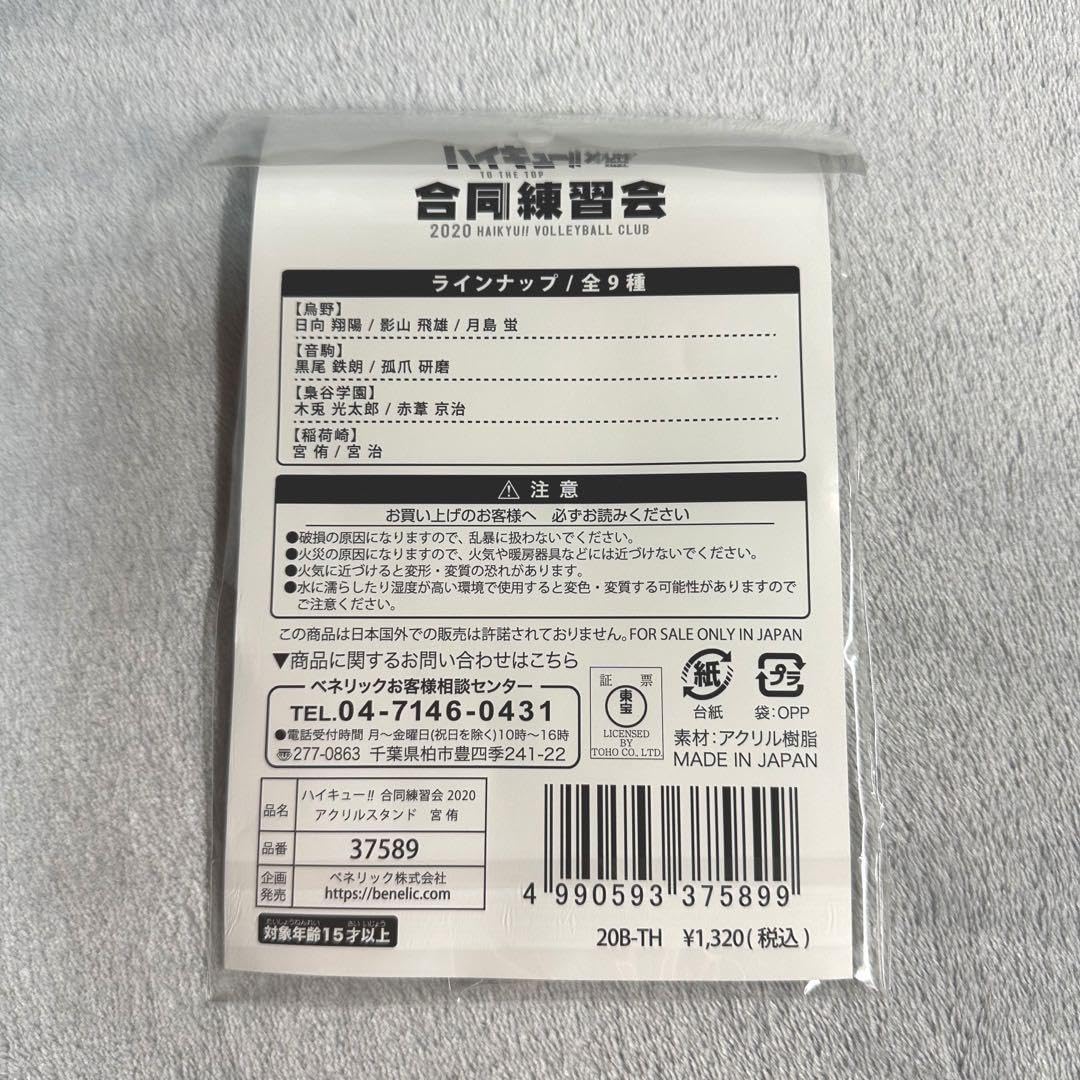 ハイキュー!!
TO THE TOP
合同練習会
2020 HAIKYU!! VOLLEYBALL CLUB
ラインナップ / 全9種
【烏野】
日向 翔陽 / 影山 飛雄 / 月島 蛍
【音駒】
黒尾 鉄朗 / 孤爪 研磨
【梟谷学園】
木兎 光太郎 / 赤葦 京治
【稲荷崎】
宮 侑 / 宮 治
⚠ 注意
お買い上げのお客様へ 必ずお読みください
●破損の原因になりますので、乱暴に扱わないでください。
●火災の原因になりますので、火気や暖房器具などには近づけないでください。
●火気に近づけると変形・変質の恐れがあります。
●水に濡らしたり湿度が高い環境で使用すると変色・変質する可能性がありますので
ご注意ください。
この商品は日本国外での販売は許諾されておりません。FOR SALE ONLY IN JAPAN
▼商品に関するお問い合わせはこちら
ベネリックお客様相談センター
TEL.04-7146-0431
●電話受付時間 月〜金曜日(祝日を除く)10時〜16時
〠277-0863 千葉県柏市豊四季241-22
証票
東宝
LICENSED
BY
TOHO CO., LTD.
紙
台紙
プラ
袋:OPP
素材:アクリル樹脂
MADE IN JAPAN
品名
ハイキュー!! 合同練習会 2020
アクリルスタンド 宮 侑
品番
37589
企画
発売
ベネリック株式会社
https://benelic.com
たいしょうねんれい さいいじょう
対象年齢15才以上
4 990593 375899
20B-TH ¥1,320(税込)